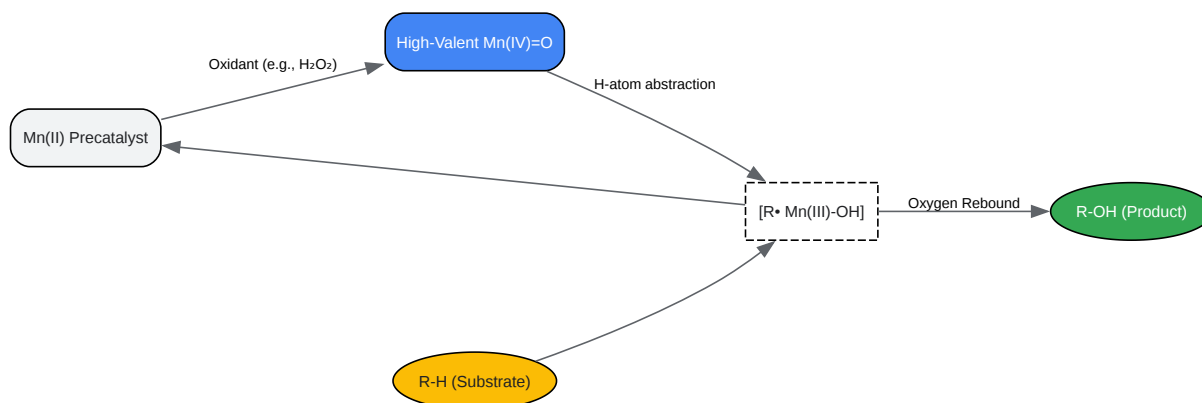 High-Valent Mn(IV)=O
Oxidant (e.g., H₂O₂)
H-atom abstraction
Mn(II) Precatalyst
[R• Mn(III)-OH]
Oxygen Rebound
R-OH (Product)
R-H (Substrate)